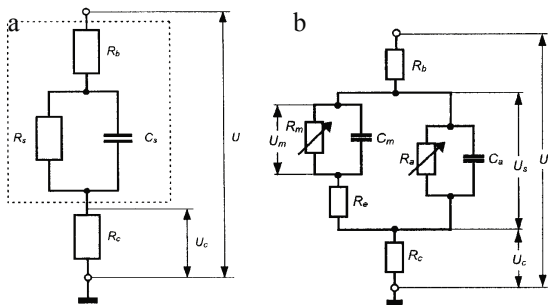 a
R_b
R_s
C_s
U
R_c
U_c
b
R_b
R_m
U_m
C_m
R_a
C_a
U_s
U
R_e
R_c
U_c